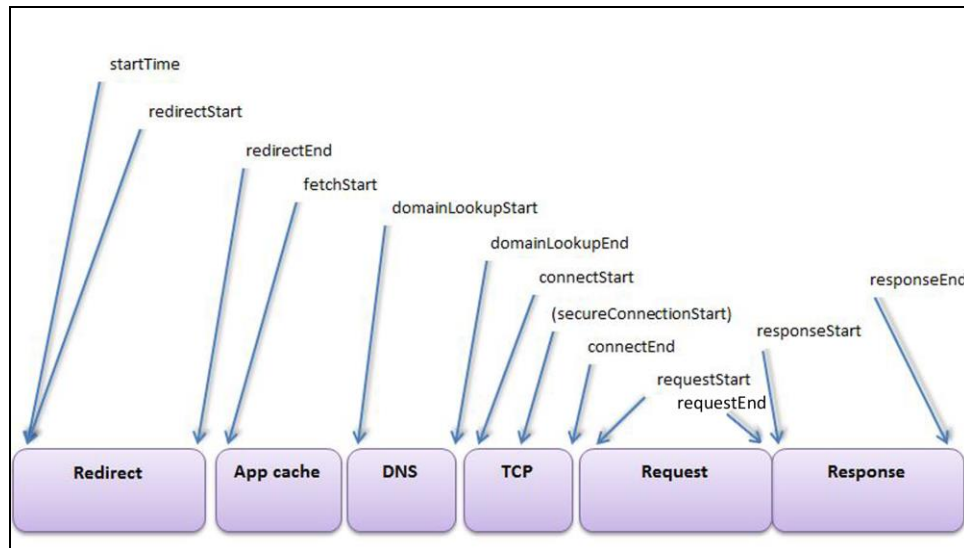 startTime
redirectStart
redirectEnd
fetchStart
domainLookupStart
domainLookupEnd
connectStart
responseEnd
(secureConnectionStart)
responseStart
connectEnd
requestStart
requestEnd
Redirect
App cache
DNS
TCP
Request
Response